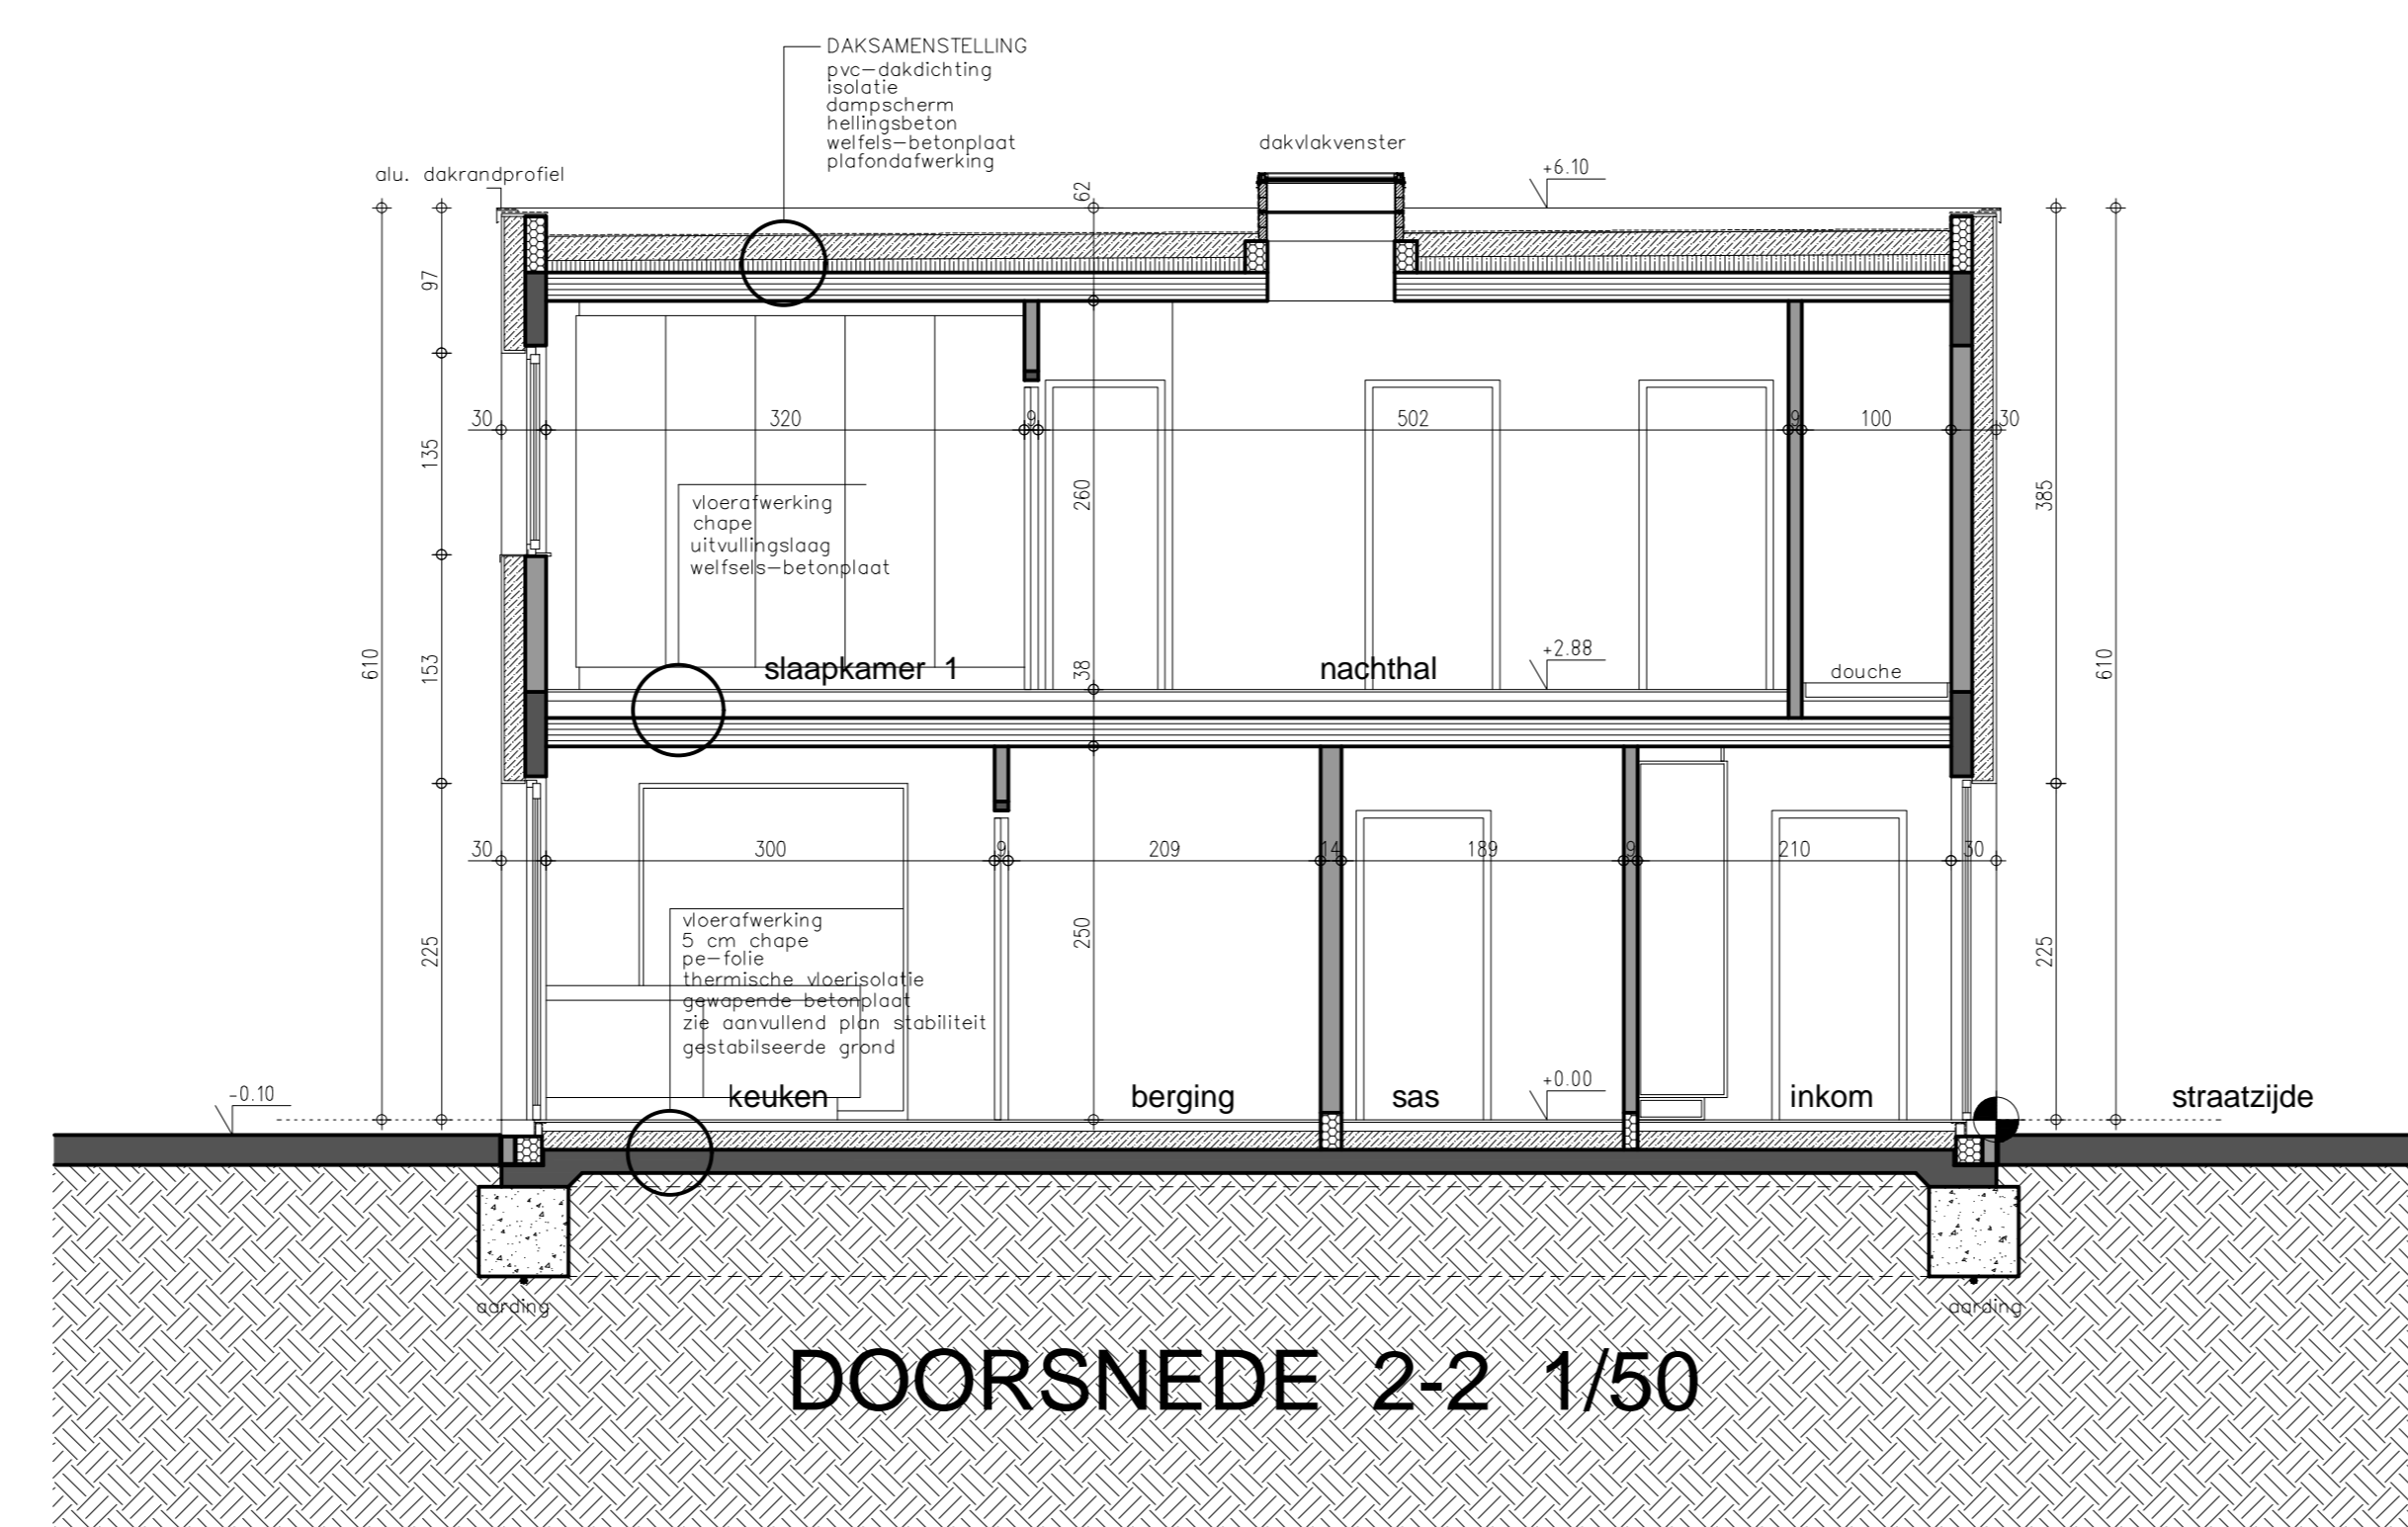 DAKSAMENSTELLING
pvc-dakdichting
isolatie
dampscherm
hellingsbeton
welfels-betonplaat
plafondafwerking
dakvlakvenster
alu. dakrandprofiel
+6.10
62
97
30
320
9
502
9
100
30
135
260
385
vloerafwerking
chape
uitvullingslaag
welfsels-betonplaat
610
153
38
+2.88
610
slaapkamer 1
nachthal
douche
30
300
9
209
14
189
9
210
30
225
250
225
vloerafwerking
5 cm chape
pe-folie
thermische vloerisolatie
gewapende betonplaat
zie aanvullend plan stabiliteit
gestabilseerde grond
-0.10
keuken
berging
sas
+0.00
inkom
straatzijde
aarding
aarding
DOORSNEDE 2-2 1/50